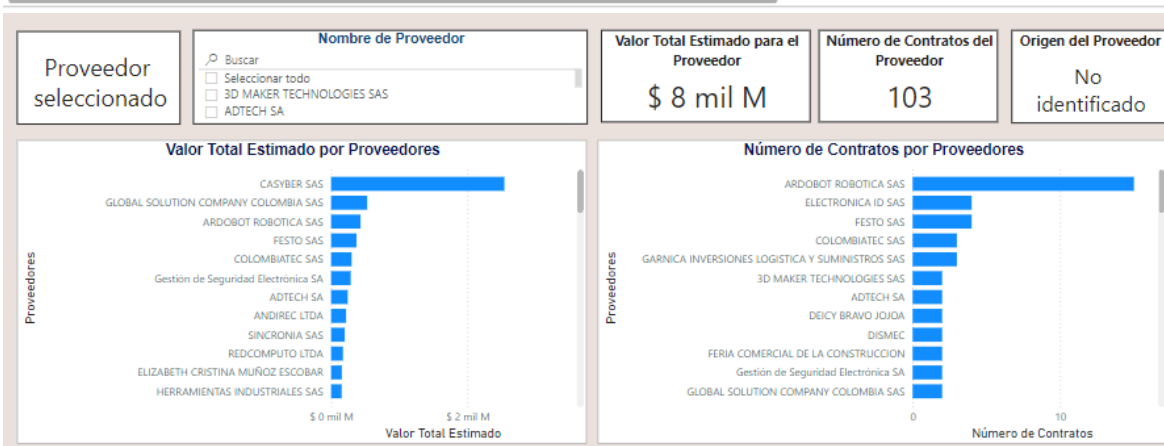 Proveedor
seleccionado
Nombre de Proveedor
Buscar
Seleccionar todo
3D MAKER TECHNOLOGIES SAS
ADTECH SA
Valor Total Estimado para el
Proveedor
$ 8 mil M
Número de Contratos del
Proveedor
103
Origen del Proveedor
No
identificado
Valor Total Estimado por Proveedores
Proveedores
CASYBER SAS
GLOBAL SOLUTION COMPANY COLOMBIA SAS
ARDOBOT ROBOTICA SAS
FESTO SAS
COLOMBIATEC SAS
Gestión de Seguridad Electrónica SA
ADTECH SA
ANDIREC LTDA
SINCRONIA SAS
REDCOMPUTO LTDA
ELIZABETH CRISTINA MUÑOZ ESCOBAR
HERRAMIENTAS INDUSTRIALES SAS
$ 0 mil M
$ 2 mil M
Valor Total Estimado
Número de Contratos por Proveedores
Proveedores
ARDOBOT ROBOTICA SAS
ELECTRONICA ID SAS
FESTO SAS
COLOMBIATEC SAS
GARNICA INVERSIONES LOGISTICA Y SUMINISTROS SAS
3D MAKER TECHNOLOGIES SAS
ADTECH SA
DEICY BRAVO JOJOA
DISMEC
FERIA COMERCIAL DE LA CONSTRUCCION
Gestión de Seguridad Electrónica SA
GLOBAL SOLUTION COMPANY COLOMBIA SAS
0
10
Número de Contratos